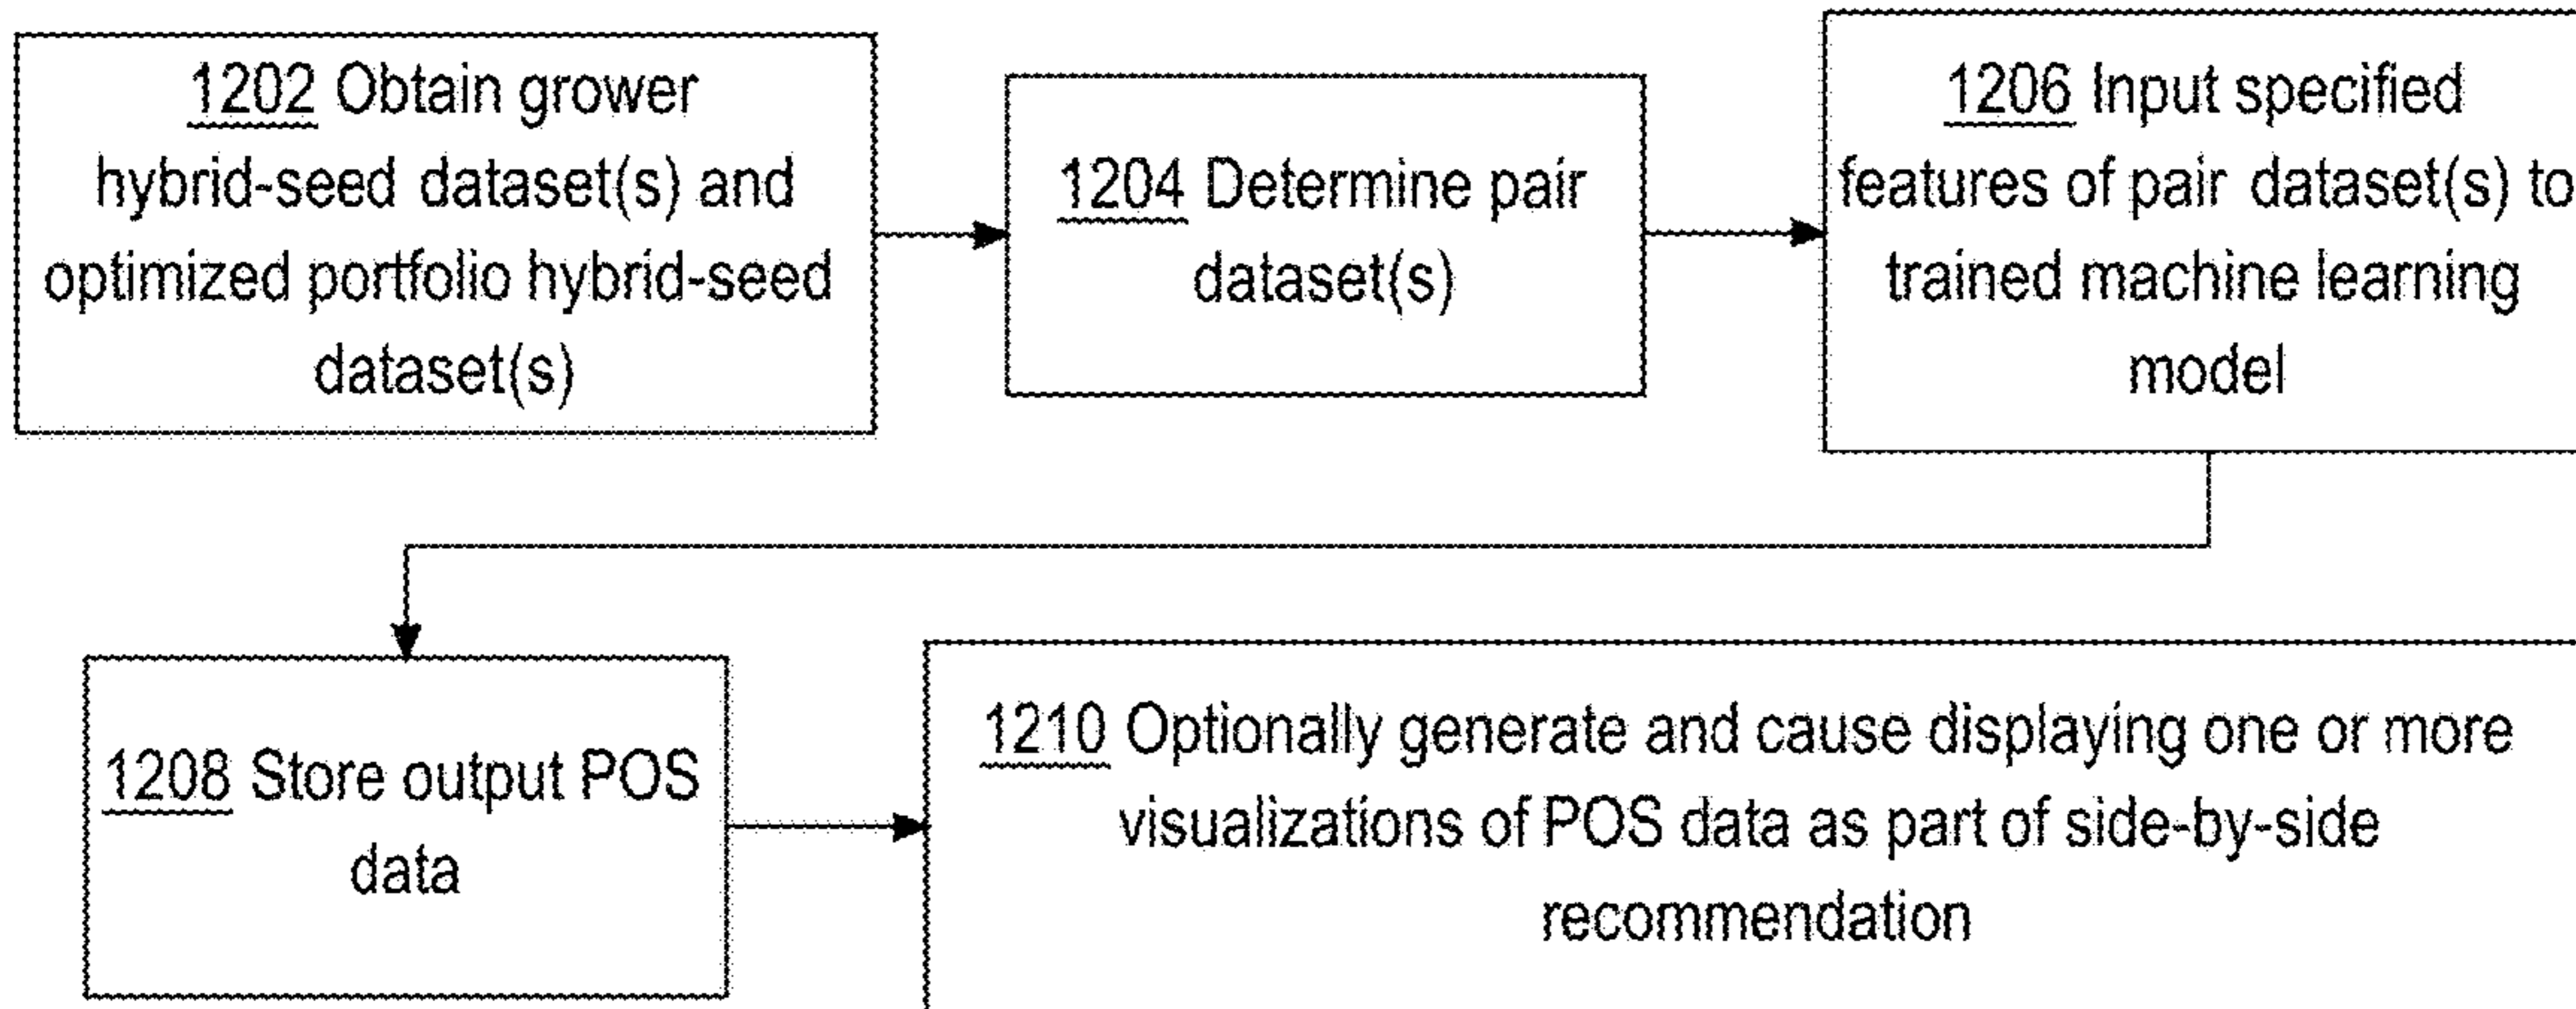 1202 Obtain grower
hybrid-seed dataset(s) and
optimized portfolio hybrid-seed
dataset(s)
1204 Determine pair
dataset(s)
1206 Input specified
features of pair dataset(s) to
trained machine learning
model
1208 Store output POS
data
1210 Optionally generate and cause displaying one or more
visualizations of POS data as part of side-by-side
recommendation